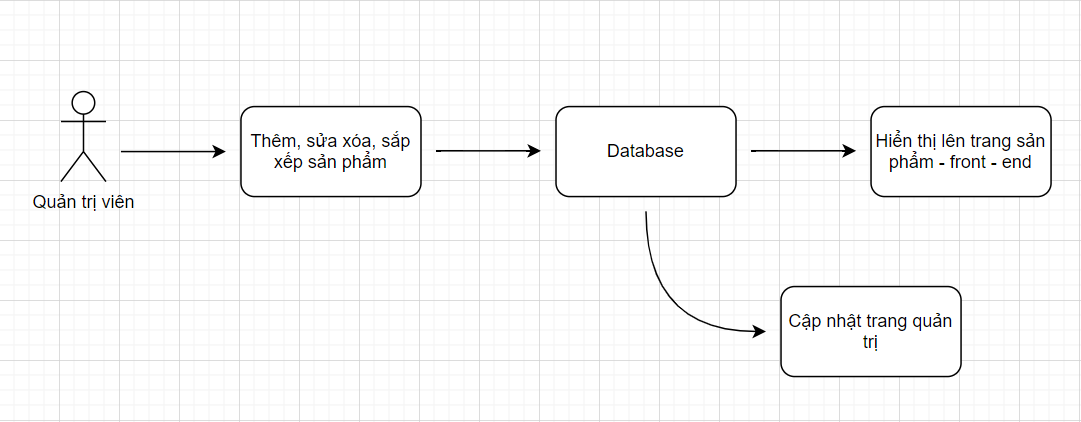 Thêm, sửa xóa, sắp
xếp sản phẩm
Database
Hiển thị lên trang sản
phẩm - front - end
Quản trị viên
Cập nhật trang quản
trị